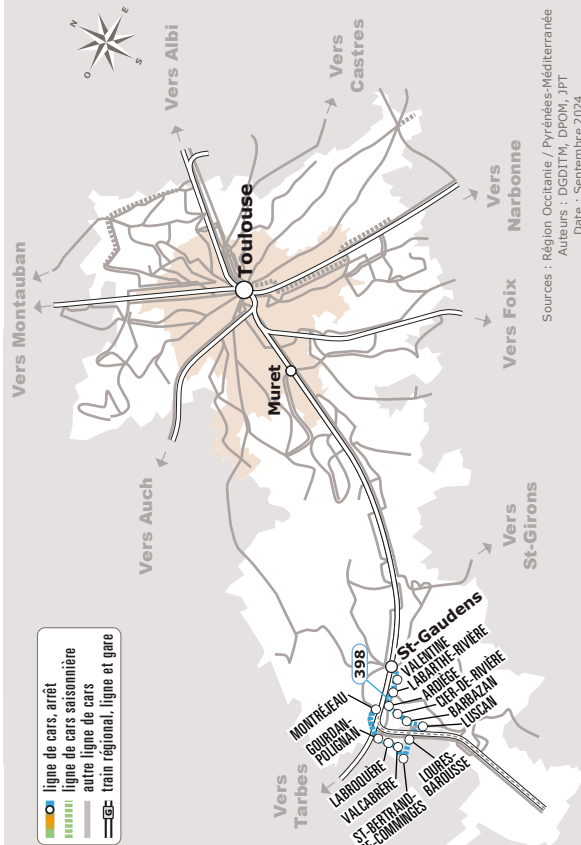 ligne de cars, arrêt
ligne de cars saisonnière
autre ligne de cars
G train régional, ligne et gare
N
E
S
O
Vers Montauban
Vers Albi
Vers
Castres
Vers Auch
Toulouse
Muret
Vers
Narbonne
Vers Foix
Vers
St-Girons
Vers
Tarbes
398
St-Gaudens
VALENTINE
LABARTHE-RIVIÈRE
ARDIÈGE
CIER-DE-RIVIÈRE
BARBAZAN
LUSCAN
MONTRÉJEAU
GOURDAN-
POLIGNAN
LABROQUÈRE
VALCABRÈRE
ST-BERTRAND-
DE-COMMINGES
LOURES-
BAROUSSE
Sources : Région Occitanie / Pyrénées-Méditerranée
Auteurs : DGDITM, DPOM, JPT
Date : Septembre 2024